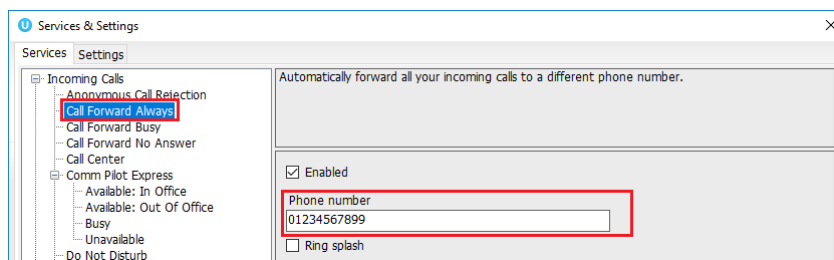 Services & Settings
Services Settings
Incoming Calls
Anonymous Call Rejection
Call Forward Always
Call Forward Busy
Call Forward No Answer
Call Center
Comm Pilot Express
Available: In Office
Available: Out Of Office
Busy
Unavailable
Do Not Disturb
Automatically forward all your incoming calls to a different phone number.
Enabled
Phone number
01234567899
Ring splash